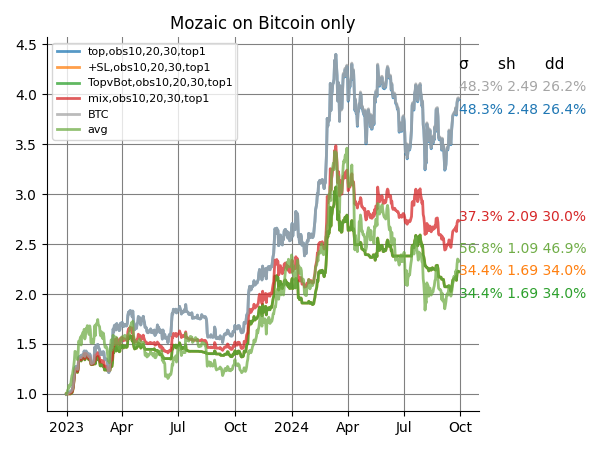 Mozaic on Bitcoin only
4.5
4.0
3.5
3.0
2.5
2.0
1.5
1.0
top,obs10,20,30,top1
+SL,obs10,20,30,top1
TopvBot,obs10,20,30,top1
mix,obs10,20,30,top1
BTC
avg
σ sh dd
48.3% 2.49 26.2%
48.3% 2.48 26.4%
37.3% 2.09 30.0%
56.8% 1.09 46.9%
34.4% 1.69 34.0%
34.4% 1.69 34.0%
2023 Apr Jul Oct 2024 Apr Jul Oct